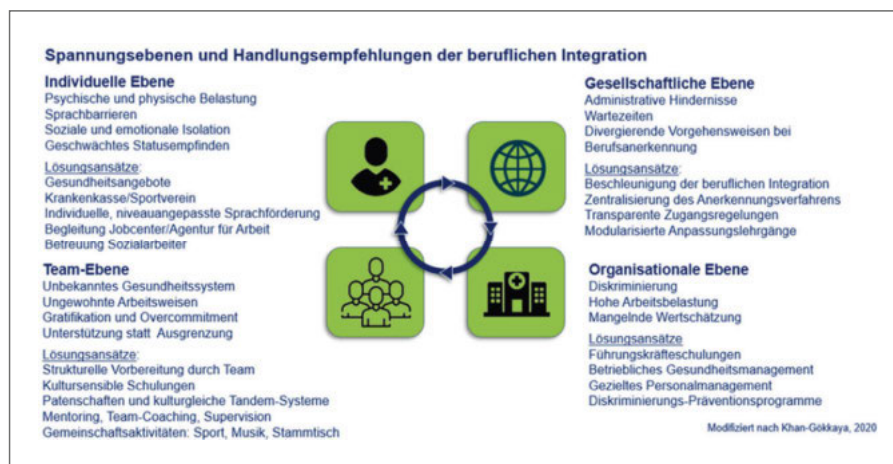 Spannungsebenen und Handlungsempfehlungen der beruflichen Integration
Individuelle Ebene
Psychische und physische Belastung
Sprachbarrieren
Soziale und emotionale Isolation
Geschwächtes Statusempfinden
Lösungsansätze:
Gesundheitsangebote
Krankenkasse/Sportverein
Individuelle, niveauangepasste Sprachförderung
Begleitung Jobcenter/Agentur für Arbeit
Betreuung Sozialarbeiter
Gesellschaftliche Ebene
Administrative Hindernisse
Wartezeiten
Divergierende Vorgehensweisen bei
Berufsanerkennung
Lösungsansätze:
Beschleunigung der beruflichen Integration
Zentralisierung des Anerkennungsverfahrens
Transparente Zugangsregelungen
Modularisierte Anpassungslehrgänge
Team-Ebene
Unbekanntes Gesundheitssystem
Ungewohnte Arbeitsweisen
Gratifikation und Overcommitment
Unterstützung statt Ausgrenzung
Lösungsansätze:
Strukturelle Vorbereitung durch Team
Kultursensible Schulungen
Patenschaften und kulturgleiche Tandem-Systeme
Mentoring, Team-Coaching, Supervision
Gemeinschaftsaktivitäten: Sport, Musik, Stammtisch
Organisationale Ebene
Diskriminierung
Hohe Arbeitsbelastung
Mangelnde Wertschätzung
Lösungsansätze
Führungskräfteschulungen
Betriebliches Gesundheitsmanagement
Gezieltes Personalmanagement
Diskriminierungs-Präventionsprogramme
Modifiziert nach Khan-Gökkaya, 2020